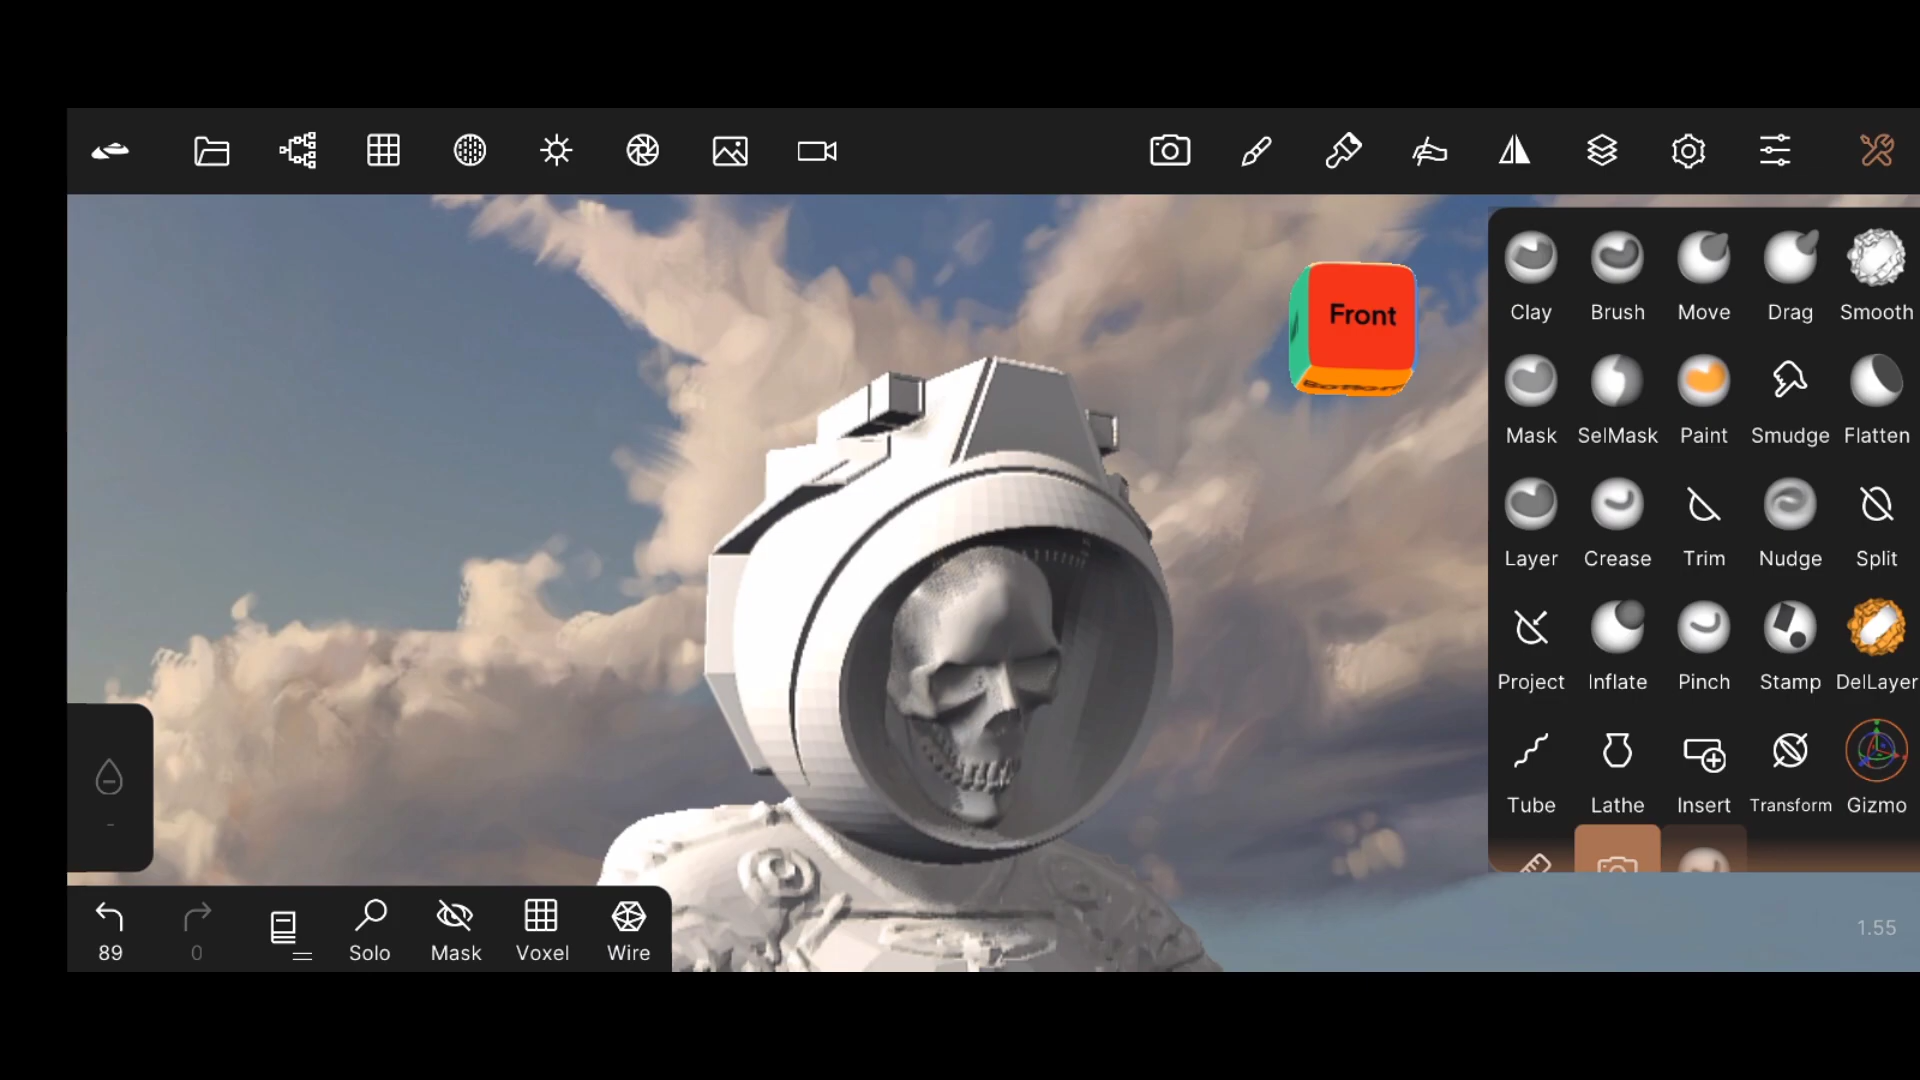 Front
Bottom
Clay Brush Move Drag Smooth
Mask SelMask Paint Smudge Flatten
Layer Crease Trim Nudge Split
Project Inflate Pinch Stamp DelLayer
Tube Lathe Insert Transform Gizmo
-
89 0 Solo Mask Voxel Wire
1.55